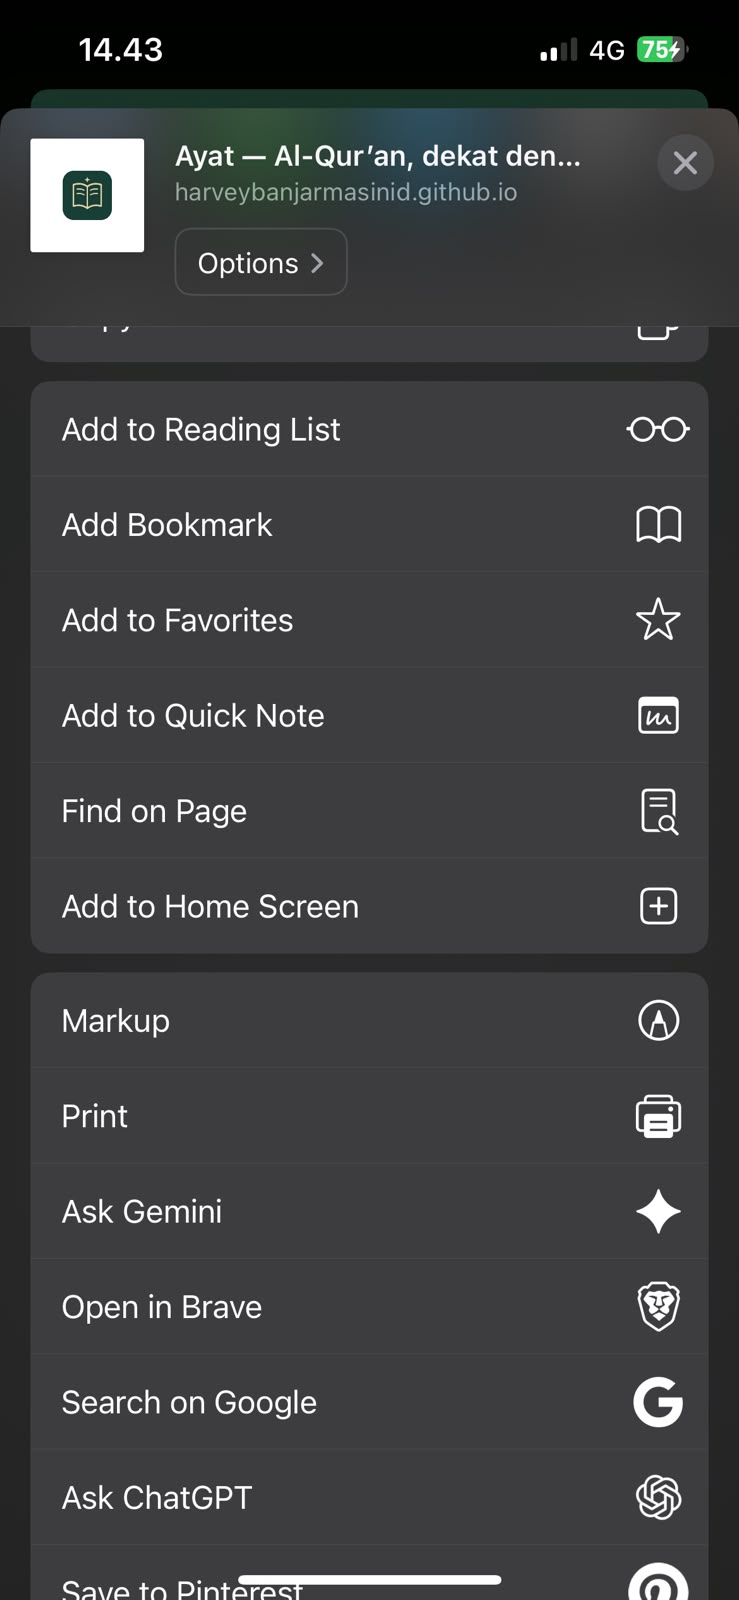 14.43
4G
75
Ayat — Al-Qur’an, dekat den...
harveybanjarmasinid.github.io
Options
Add to Reading List
Add Bookmark
Add to Favorites
Add to Quick Note
Find on Page
Add to Home Screen
Markup
Print
Ask Gemini
Open in Brave
Search on Google
Ask ChatGPT
Save to Pinterest